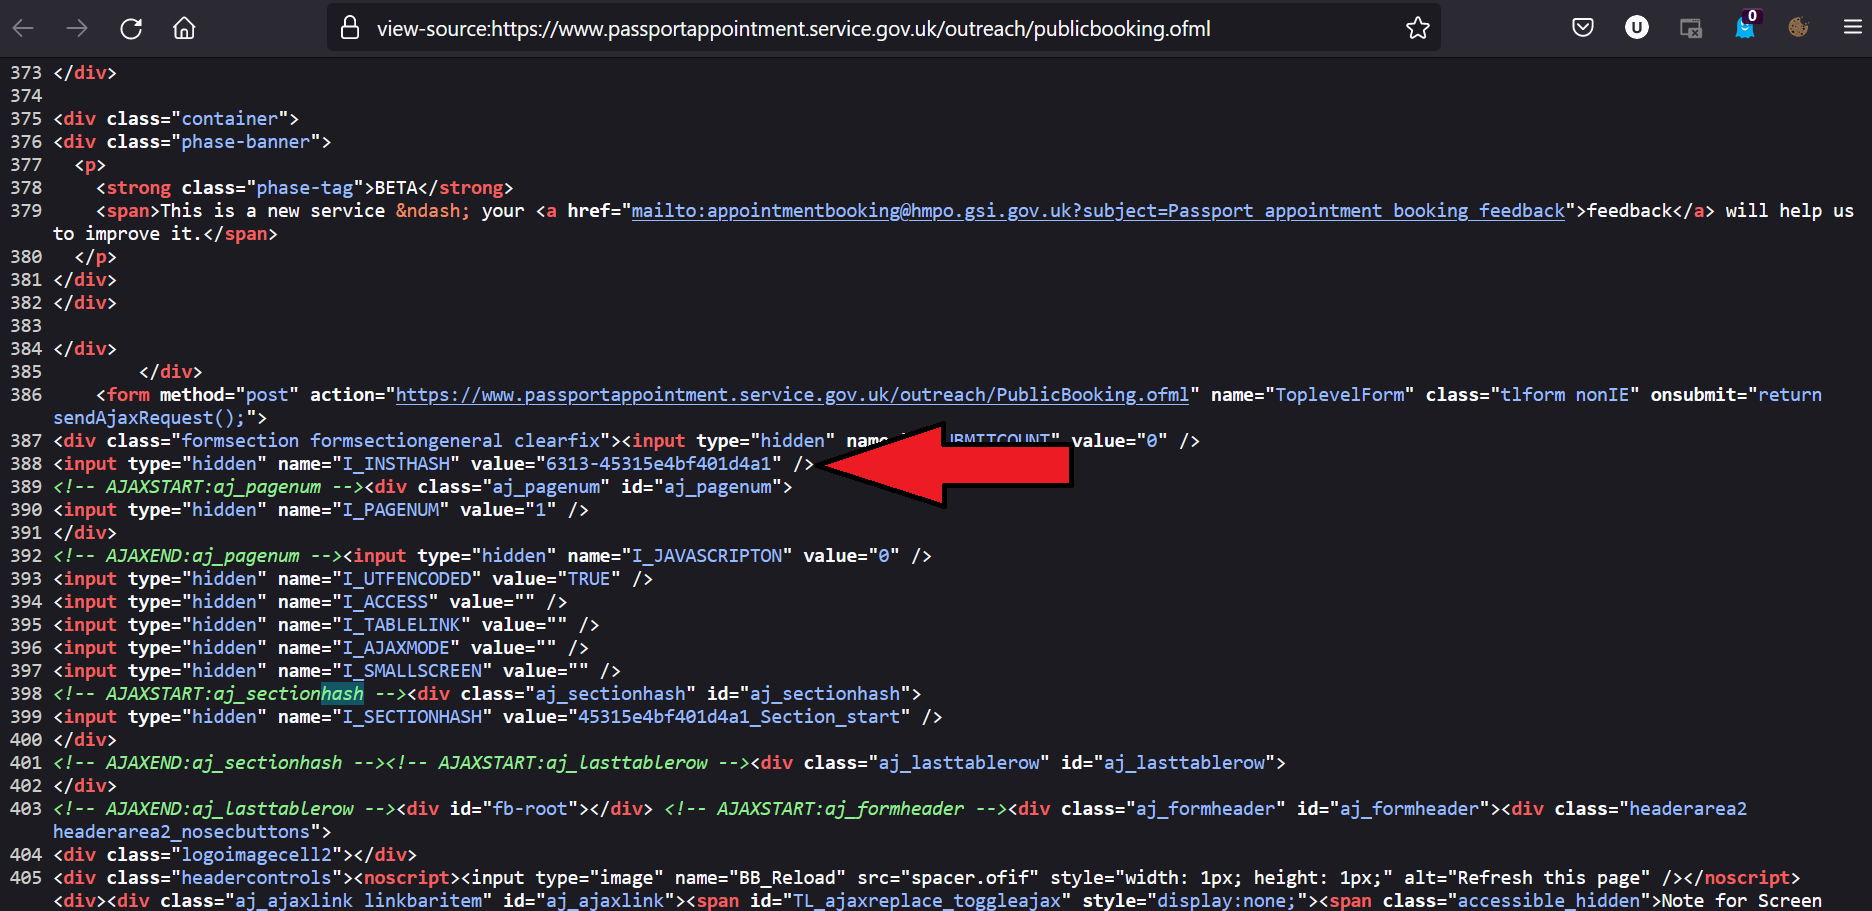 view-source:https://www.passportappointment.service.gov.uk/outreach/publicbooking.ofml
U
0
373 </div>
374
375 <div class="container">
376 <div class="phase-banner">
377 <p>
378 <strong class="phase-tag">BETA</strong>
379 <span>This is a new service &ndash; your <a href="mailto:appointmentbooking@hmpo.gsi.gov.uk?subject=Passport appointment booking feedback">feedback</a> will help us
to improve it.</span>
380 </p>
381 </div>
382 </div>
383
384 </div>
385 </div>
386 <form method="post" action="https://www.passportappointment.service.gov.uk/outreach/PublicBooking.ofml" name="ToplevelForm" class="tlform nonIE" onsubmit="return
sendAjaxRequest();">
387 <div class="formsection formsectiongeneral clearfix"><input type="hidden" value="0" />
388 <input type="hidden" name="I_INSTHASH" value="6313-45315e4bf401d4a1" />
389 <!-- AJAXSTART:aj_pagenum --><div class="aj_pagenum" id="aj_pagenum">
390 <input type="hidden" name="I_PAGENUM" value="1" />
391 </div>
392 <!-- AJAXEND:aj_pagenum --><input type="hidden" name="I_JAVASCRIPTON" value="0" />
393 <input type="hidden" name="I_UTFENCODED" value="TRUE" />
394 <input type="hidden" name="I_ACCESS" value="" />
395 <input type="hidden" name="I_TABLELINK" value="" />
396 <input type="hidden" name="I_AJAXMODE" value="" />
397 <input type="hidden" name="I_SMALLSCREEN" value="" />
398 <!-- AJAXSTART:aj_sectionhash --><div class="aj_sectionhash" id="aj_sectionhash">
399 <input type="hidden" name="I_SECTIONHASH" value="45315e4bf401d4a1_Section_start" />
400 </div>
401 <!-- AJAXEND:aj_sectionhash --><!-- AJAXSTART:aj_lasttablerow --><div class="aj_lasttablerow" id="aj_lasttablerow">
402 </div>
403 <!-- AJAXEND:aj_lasttablerow --><div id="fb-root"></div> <!-- AJAXSTART:aj_formheader --><div class="aj_formheader" id="aj_formheader"><div class="headerarea2
headerarea2_nosecbuttons">
404 <div class="logoimagecell2"></div>
405 <div class="headercontrols"><noscript><input type="image" name="BB_Reload" src="spacer.ofif" style="width: 1px; height: 1px;" alt="Refresh this page" /></noscript>
<div><div class="aj_ajaxlink linkbaritem" id="aj_ajaxlink"><span id="TL_ajaxreplace_toggleajax" style="display:none;"><span class="accessible_hidden">Note for Screen